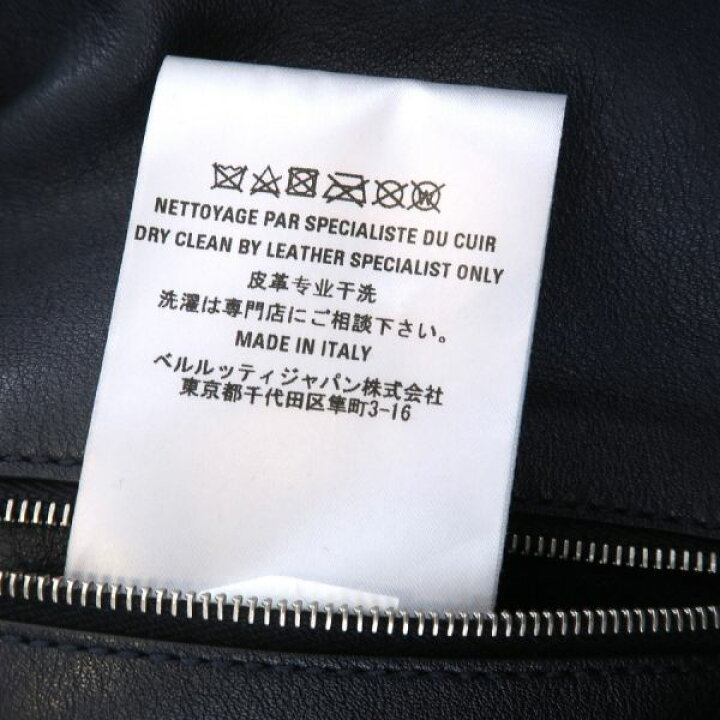 NETTOYAGE PAR SPECIALISTE DU CUIR
DRY CLEAN BY LEATHER SPECIALIST ONLY
皮革专业干洗
洗濯は専門店にご相談下さい。
MADE IN ITALY
ベルルッティジャパン株式会社
東京都千代田区隼町3-16